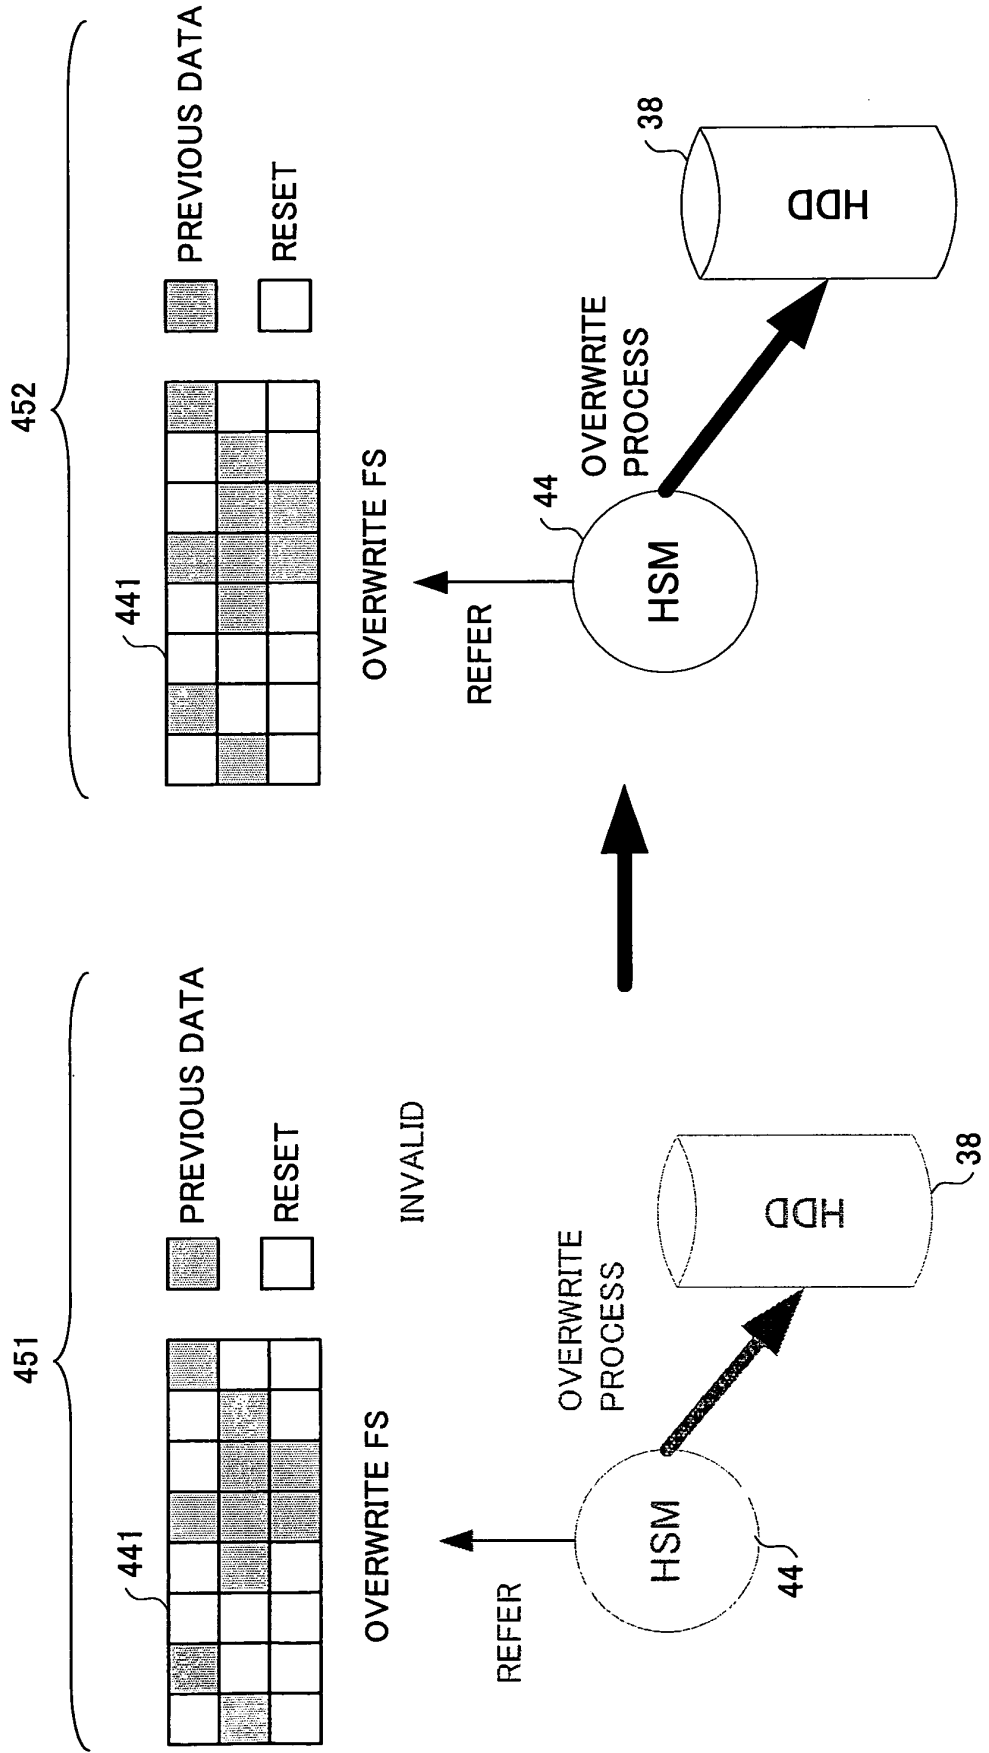 451
441
PREVIOUS DATA
RESET
OVERWRITE FS
INVALID
REFER
OVERWRITE
PROCESS
HSM
44
HDD
38
452
441
PREVIOUS DATA
RESET
OVERWRITE FS
REFER
44
OVERWRITE
PROCESS
HSM
38
HDD